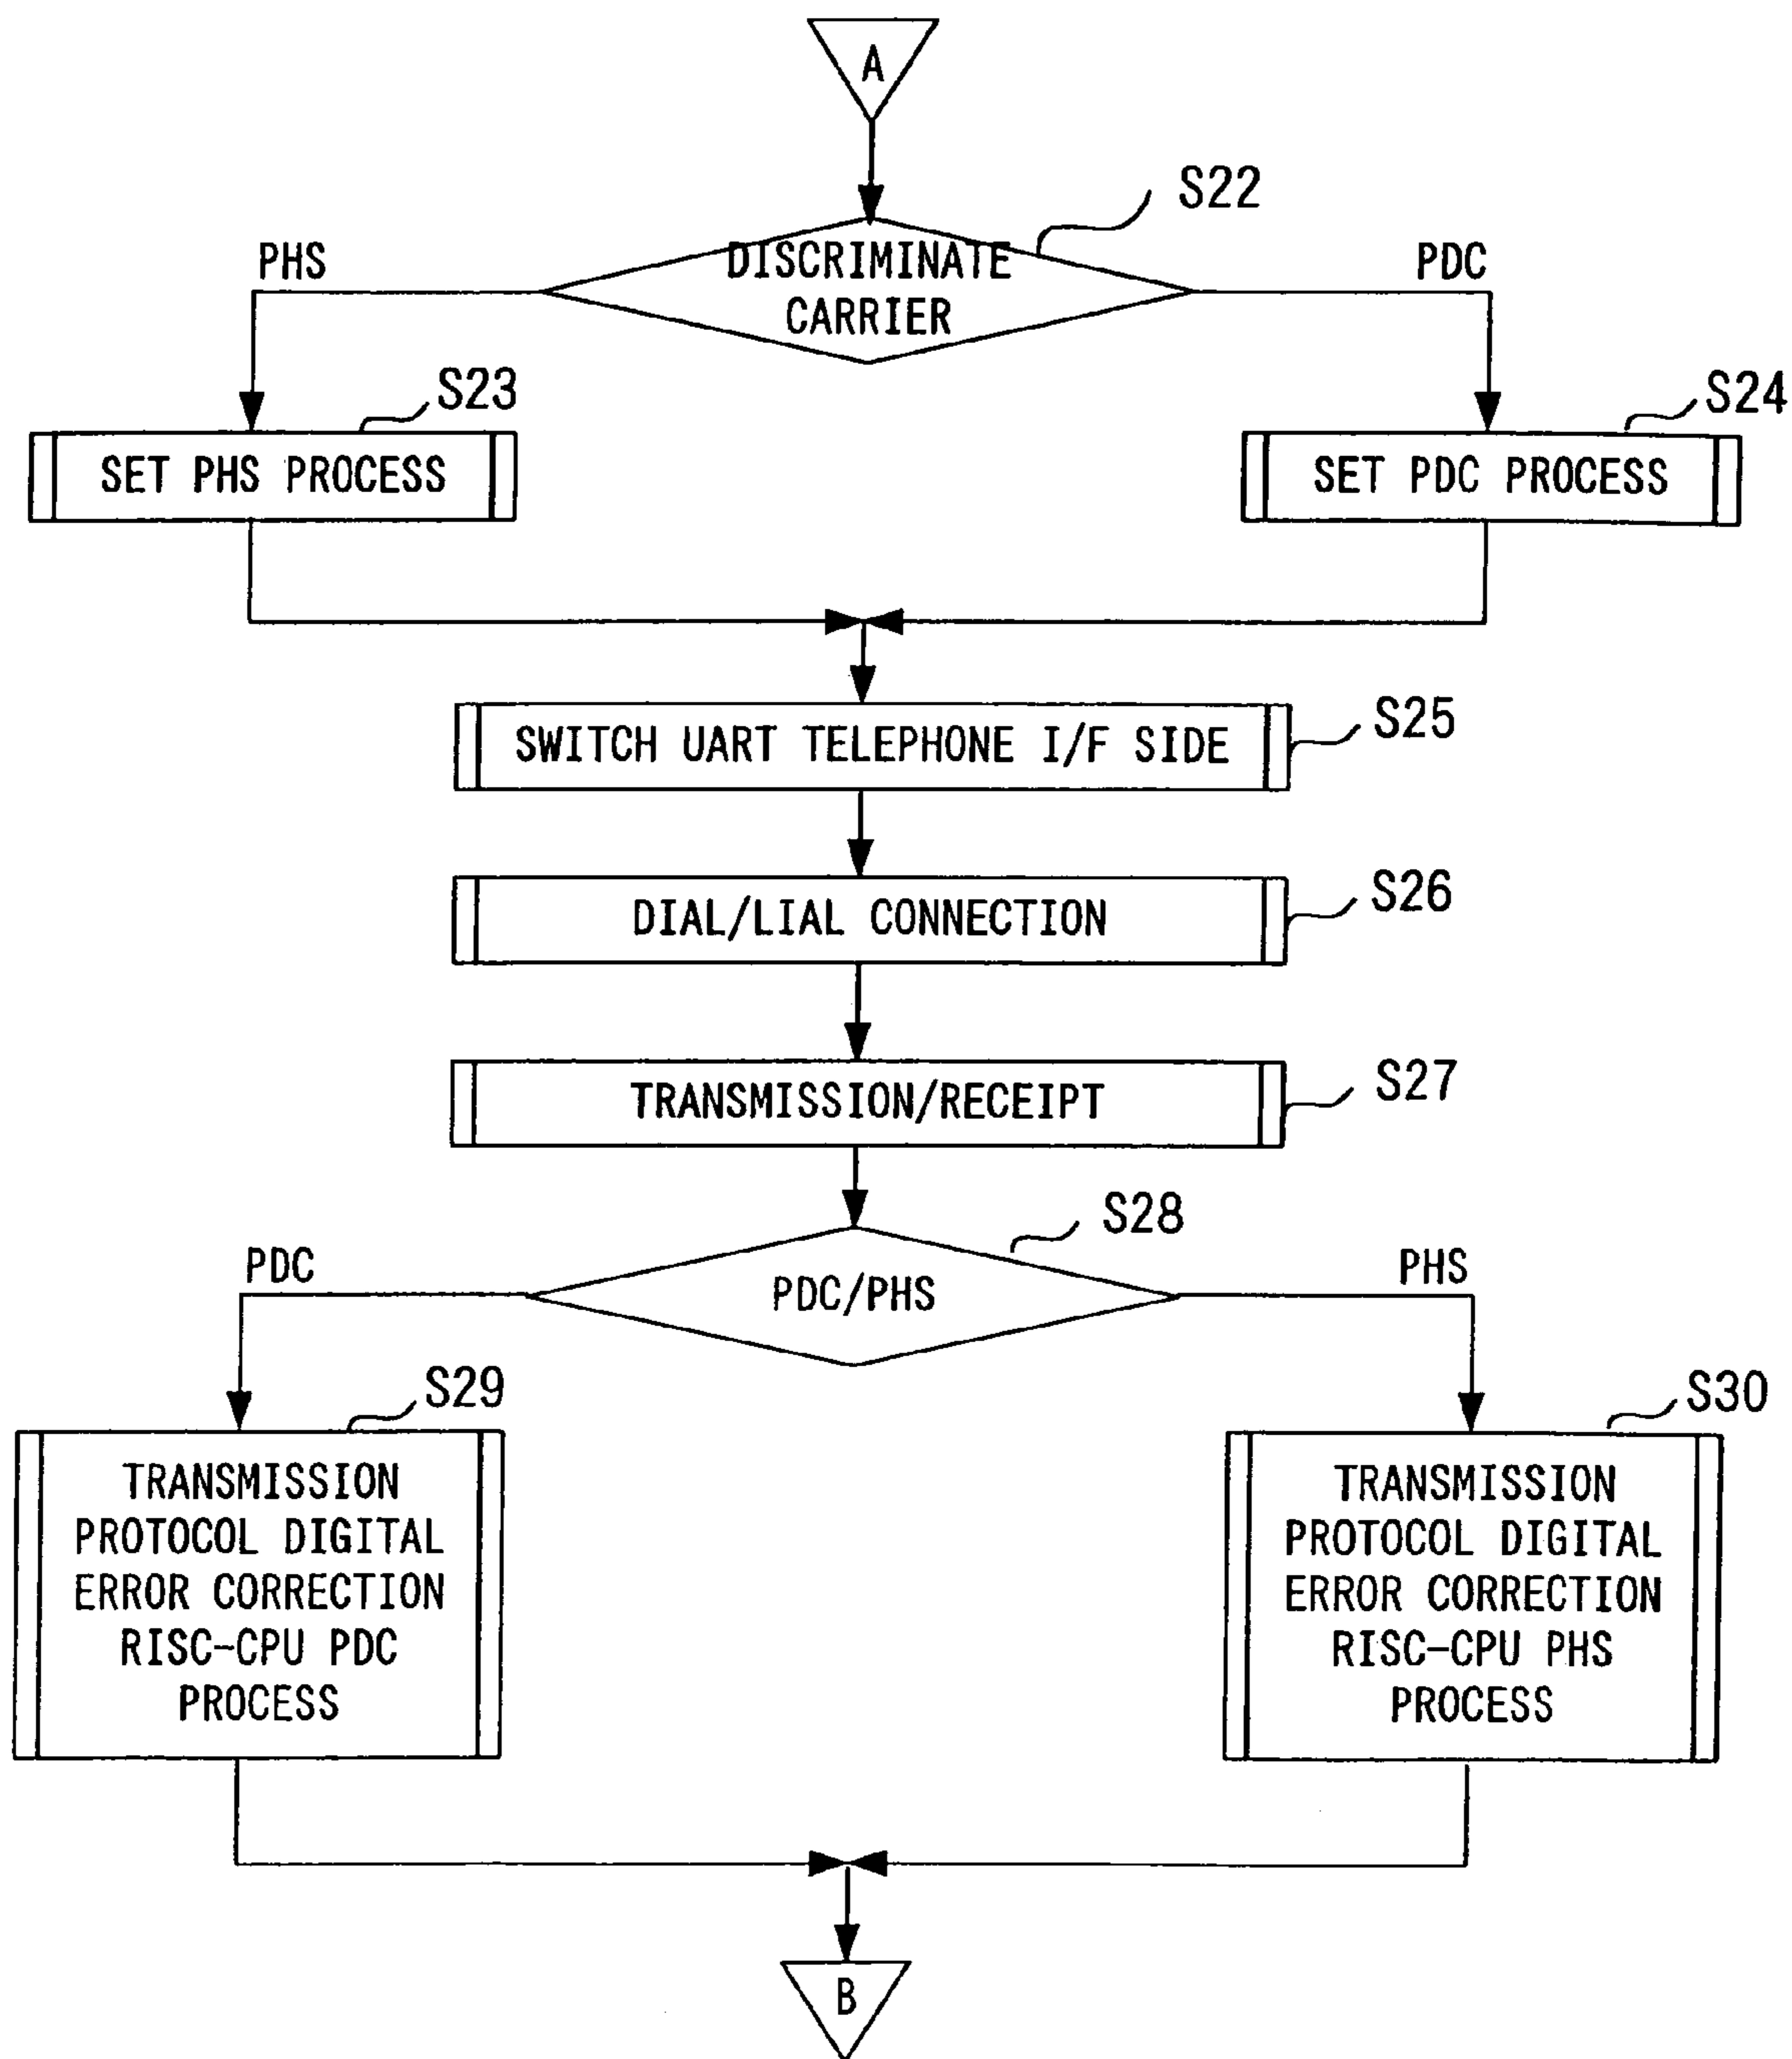 A
S22
PHS
DISCRIMINATE
CARRIER
PDC
S23
S24
SET PHS PROCESS
SET PDC PROCESS
S25
SWITCH UART TELEPHONE I/F SIDE
S26
DIAL/LIAL CONNECTION
S27
TRANSMISSION/RECEIPT
S28
PDC
PDC/PHS
PHS
S29
S30
TRANSMISSION
PROTOCOL DIGITAL
ERROR CORRECTION
RISC-CPU PDC
PROCESS
TRANSMISSION
PROTOCOL DIGITAL
ERROR CORRECTION
RISC-CPU PHS
PROCESS
B